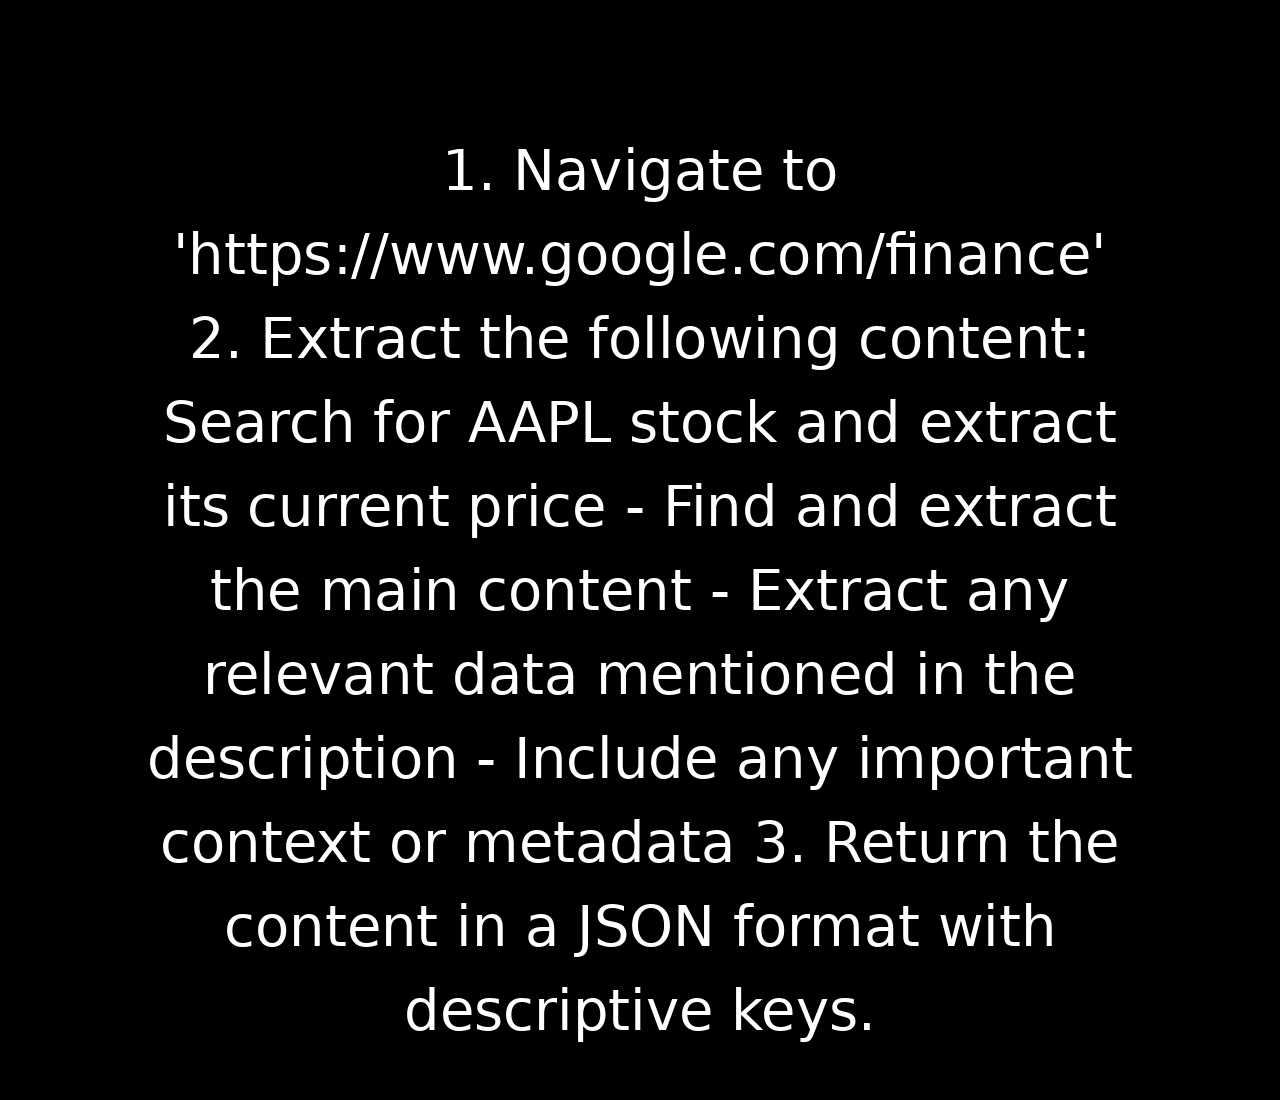 1. Navigate to
'https://www.google.com/finance'
2. Extract the following content:
Search for AAPL stock and extract
its current price - Find and extract
the main content - Extract any
relevant data mentioned in the
description - Include any important
context or metadata 3. Return the
content in a JSON format with
descriptive keys.